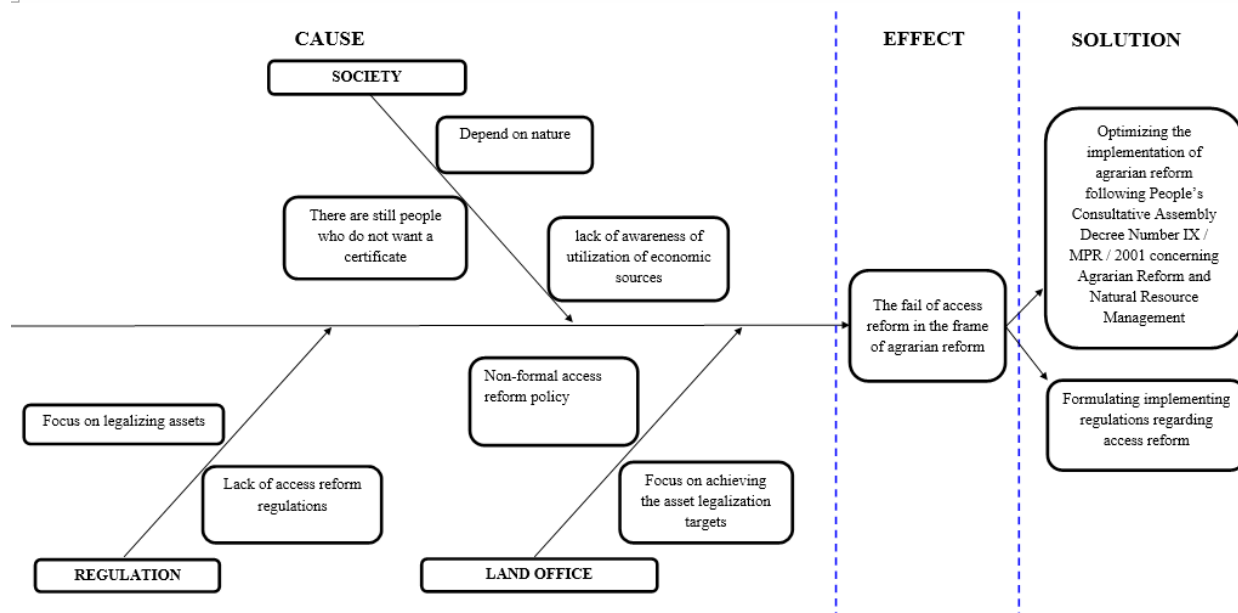 CAUSE
EFFECT
SOLUTION
SOCIETY
Depend on nature
There are still people
who do not want a
certificate
lack of awareness of
utilization of economic
sources
Focus on legalizing assets
Lack of access reform
regulations
REGULATION
Non-formal access
reform policy
Focus on achieving
the asset legalization
targets
LAND OFFICE
The fail of access
reform in the frame
of agrarian reform
Optimizing the
implementation of
agrarian reform
following People’s
Consultative Assembly
Decree Number IX /
MPR / 2001 concerning
Agrarian Reform and
Natural Resource
Management
Formulating implementing
regulations regarding
access reform